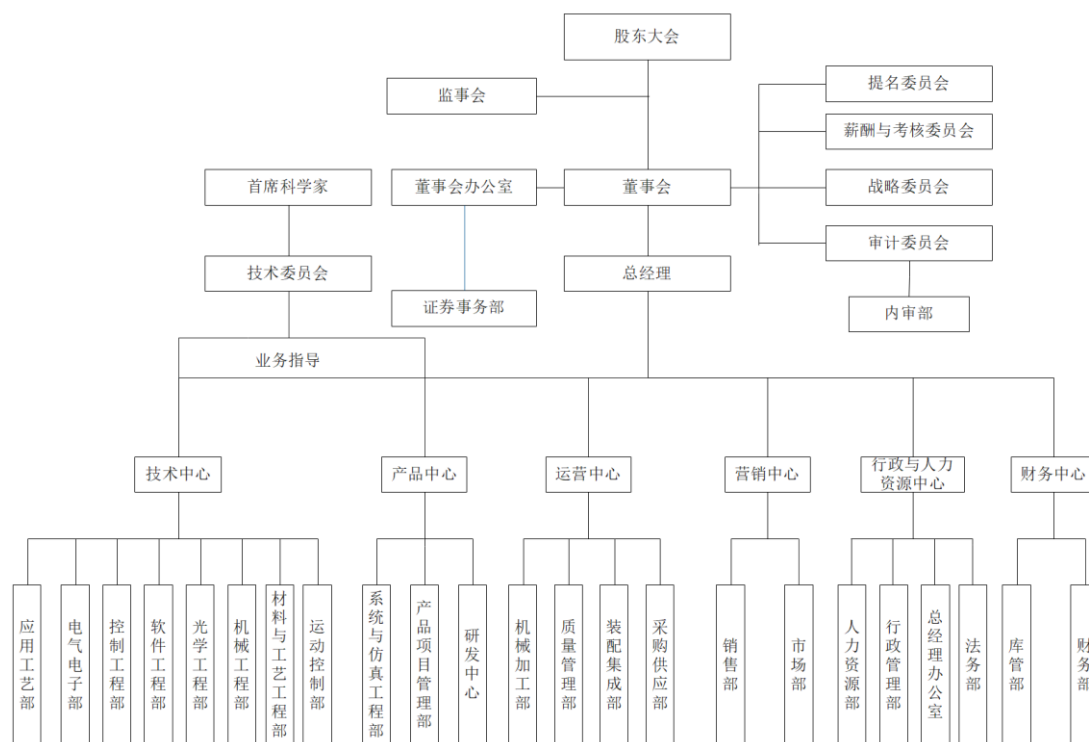 股东大会
监事会
提名委员会
薪酬与考核委员会
首席科学家
董事会办公室
董事会
战略委员会
审计委员会
技术委员会
总经理
证券事务部
内审部
业务指导
技术中心
产品中心
运营中心
营销中心
行政与人力
资源中心
财务中心
应用工艺部
电气电子部
控制工程部
软件工程部
光学工程部
机械工程部
材料与工艺工程部
运动控制部
系统与仿真工程部
产品项目管理部
研发中心
机械加工部
质量管理部
装配集成部
采购供应部
销售部
市场部
人力资源部
行政管理部
总经理办公室
法务部
库管部
财务部